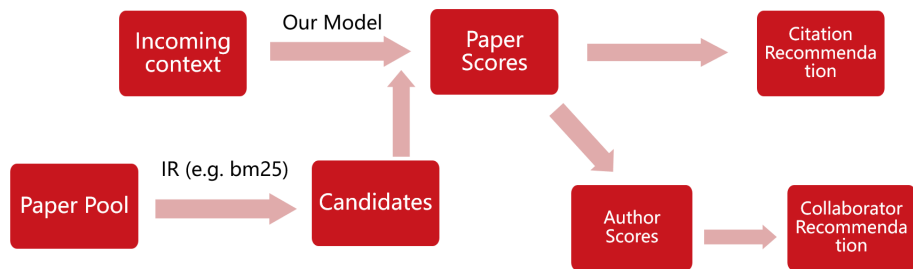 Incoming
context
Our Model
Paper
Scores
Citation
Recommenda
tion
Paper Pool
IR (e.g. bm25)
Candidates
Author
Scores
Collaborator
Recommenda
tion